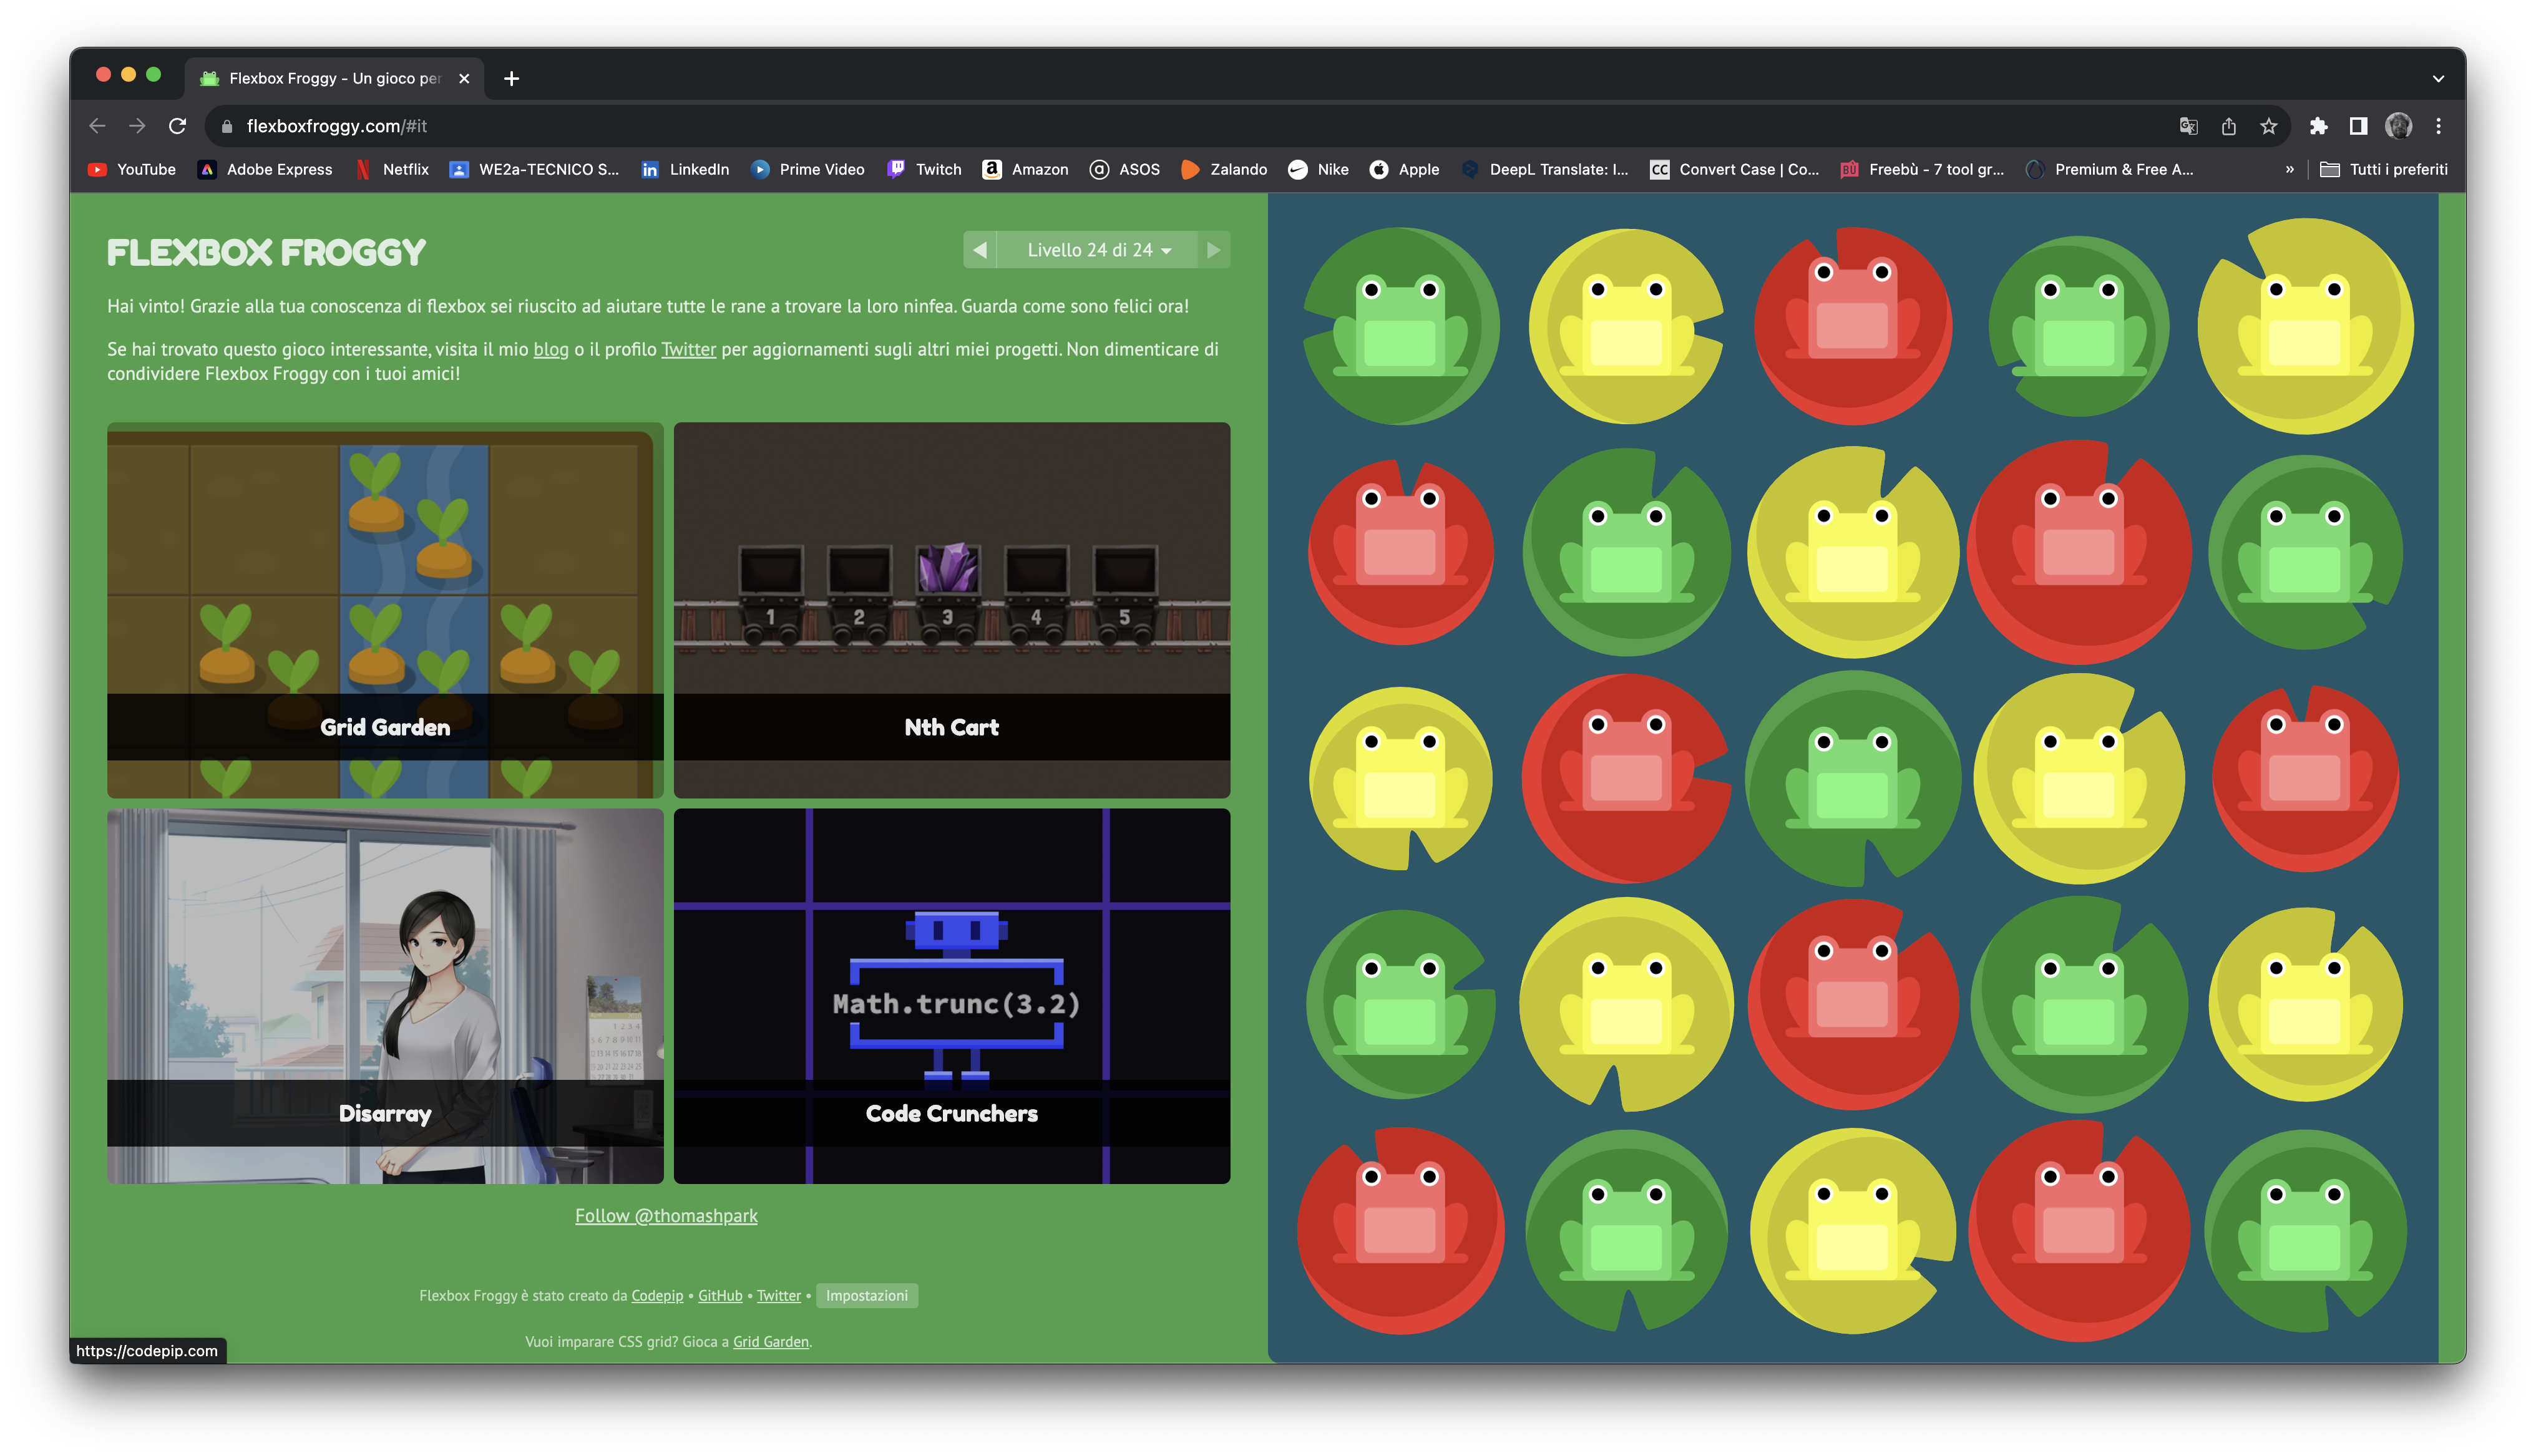 Flexbox Froggy - Un gioco per
flexboxfroggy.com/#it
YouTube Adobe Express Netflix WE2a-TECNICO S... LinkedIn Prime Video Twitch Amazon ASOS Zalando Nike Apple DeepL Translate: I... Convert Case | Co... Freebù - 7 tool gr... Premium & Free A... » Tutti i preferiti
FLEXBOX FROGGY
Livello 24 di 24
Hai vinto! Grazie alla tua conoscenza di flexbox sei riuscito ad aiutare tutte le rane a trovare la loro ninfea. Guarda come sono felici ora!
Se hai trovato questo gioco interessante, visita il mio blog o il profilo Twitter per aggiornamenti sugli altri miei progetti. Non dimenticare di
condividere Flexbox Froggy con i tuoi amici!
1 2 3 4 5
Grid Garden
Nth Cart
Math.trunc(3.2)
Disarray
Code Crunchers
Follow @thomashpark
Flexbox Froggy è stato creato da Codepip • GitHub • Twitter • Impostazioni
Vuoi imparare CSS grid? Gioca a Grid Garden.
https://codepip.com